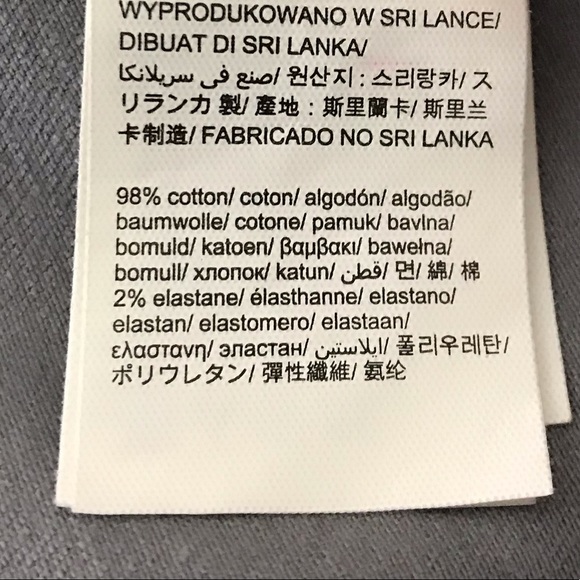 WYPRODUKOWANO W SRI LANCE/
DIBUAT DI SRI LANKA/
صنع فى سريلانكا/ 원산지 : 스리랑카/ ス
リランカ 製/ 產地 : 斯里蘭卡/ 斯里兰
卡制造/ FABRICADO NO SRI LANKA
98% cotton/ coton/ algodón/ algodão/
baumwolle/ cotone/ pamuk/ bavlna/
bomuld/ katoen/ βαμβακι/ bawełna/
bomull/ хлопок/ katun/ قطن/ 면/ 綿/ 棉
2% elastane/ élasthanne/ elastano/
elastan/ elastomero/ elastaan/
ελαστανη/ эластан/ ايلاستين/ 폴리우레탄/
ポリウレタン/ 彈性纖維/ 氨纶